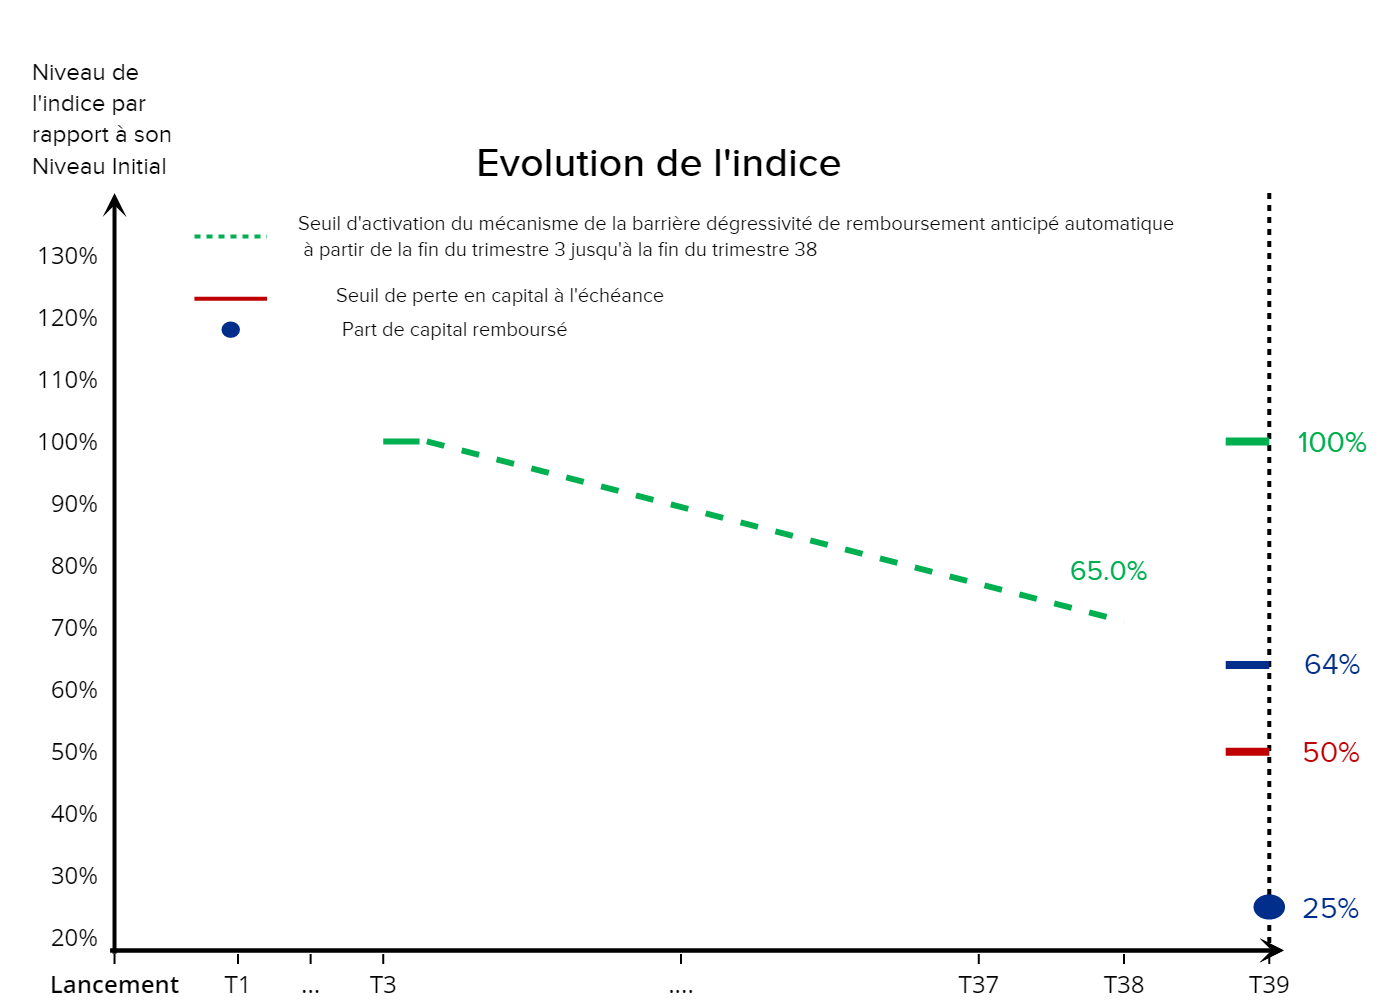 Niveau de
l'indice par
rapport à son
Niveau Initial
Evolution de l'indice
Seuil d'activation du mécanisme de la barrière dégressivité de remboursement anticipé automatique
à partir de la fin du trimestre 3 jusqu'à la fin du trimestre 38
Seuil de perte en capital à l'échéance
Part de capital remboursé
130%
120%
110%
100%
90%
80%
70%
60%
50%
40%
30%
20%
65.0%
100%
64%
50%
25%
Lancement T1 ... T3 .... T37 T38 T39